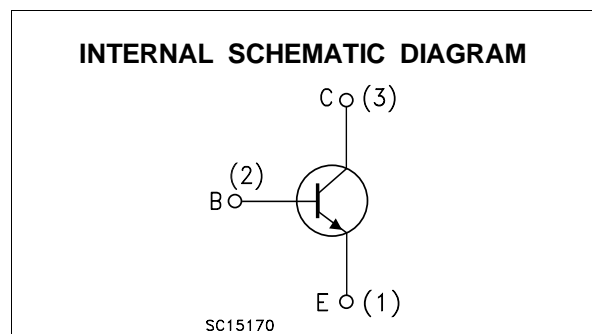 INTERNAL SCHEMATIC DIAGRAM
C (3)
(2)
B
E (1)
SC15170